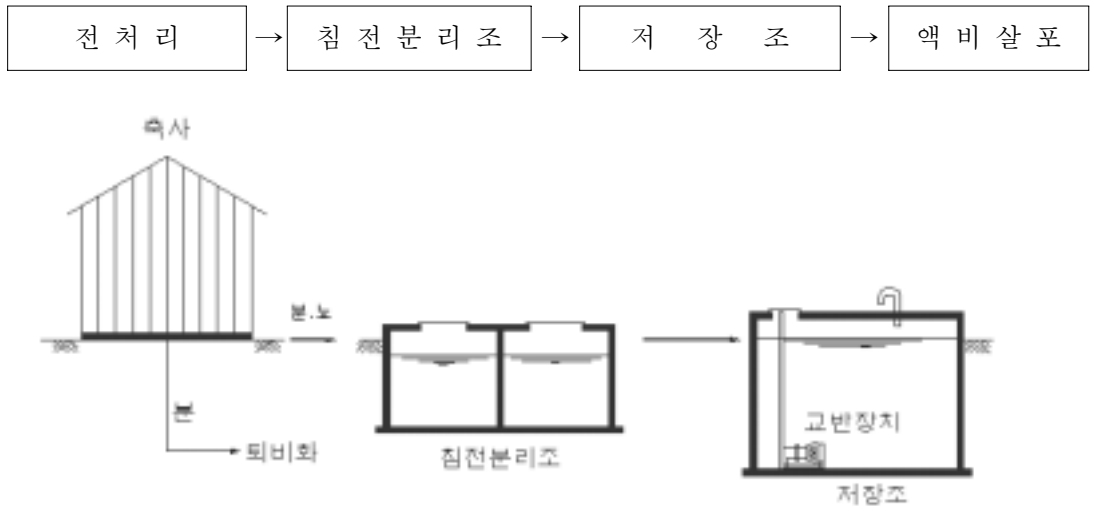 전 처 리 → 침 전 분 리 조 → 저 장 조 → 액 비 살 포
축사
분.뇨
분
퇴비화
침전분리조
교반장치
저장조